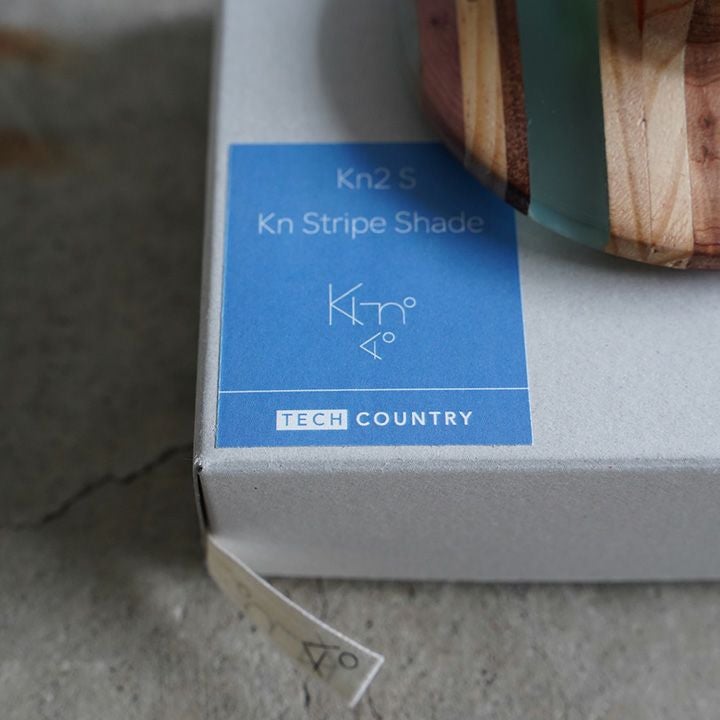 Kn2 S
Kn Stripe Shade
TECH COUNTRY